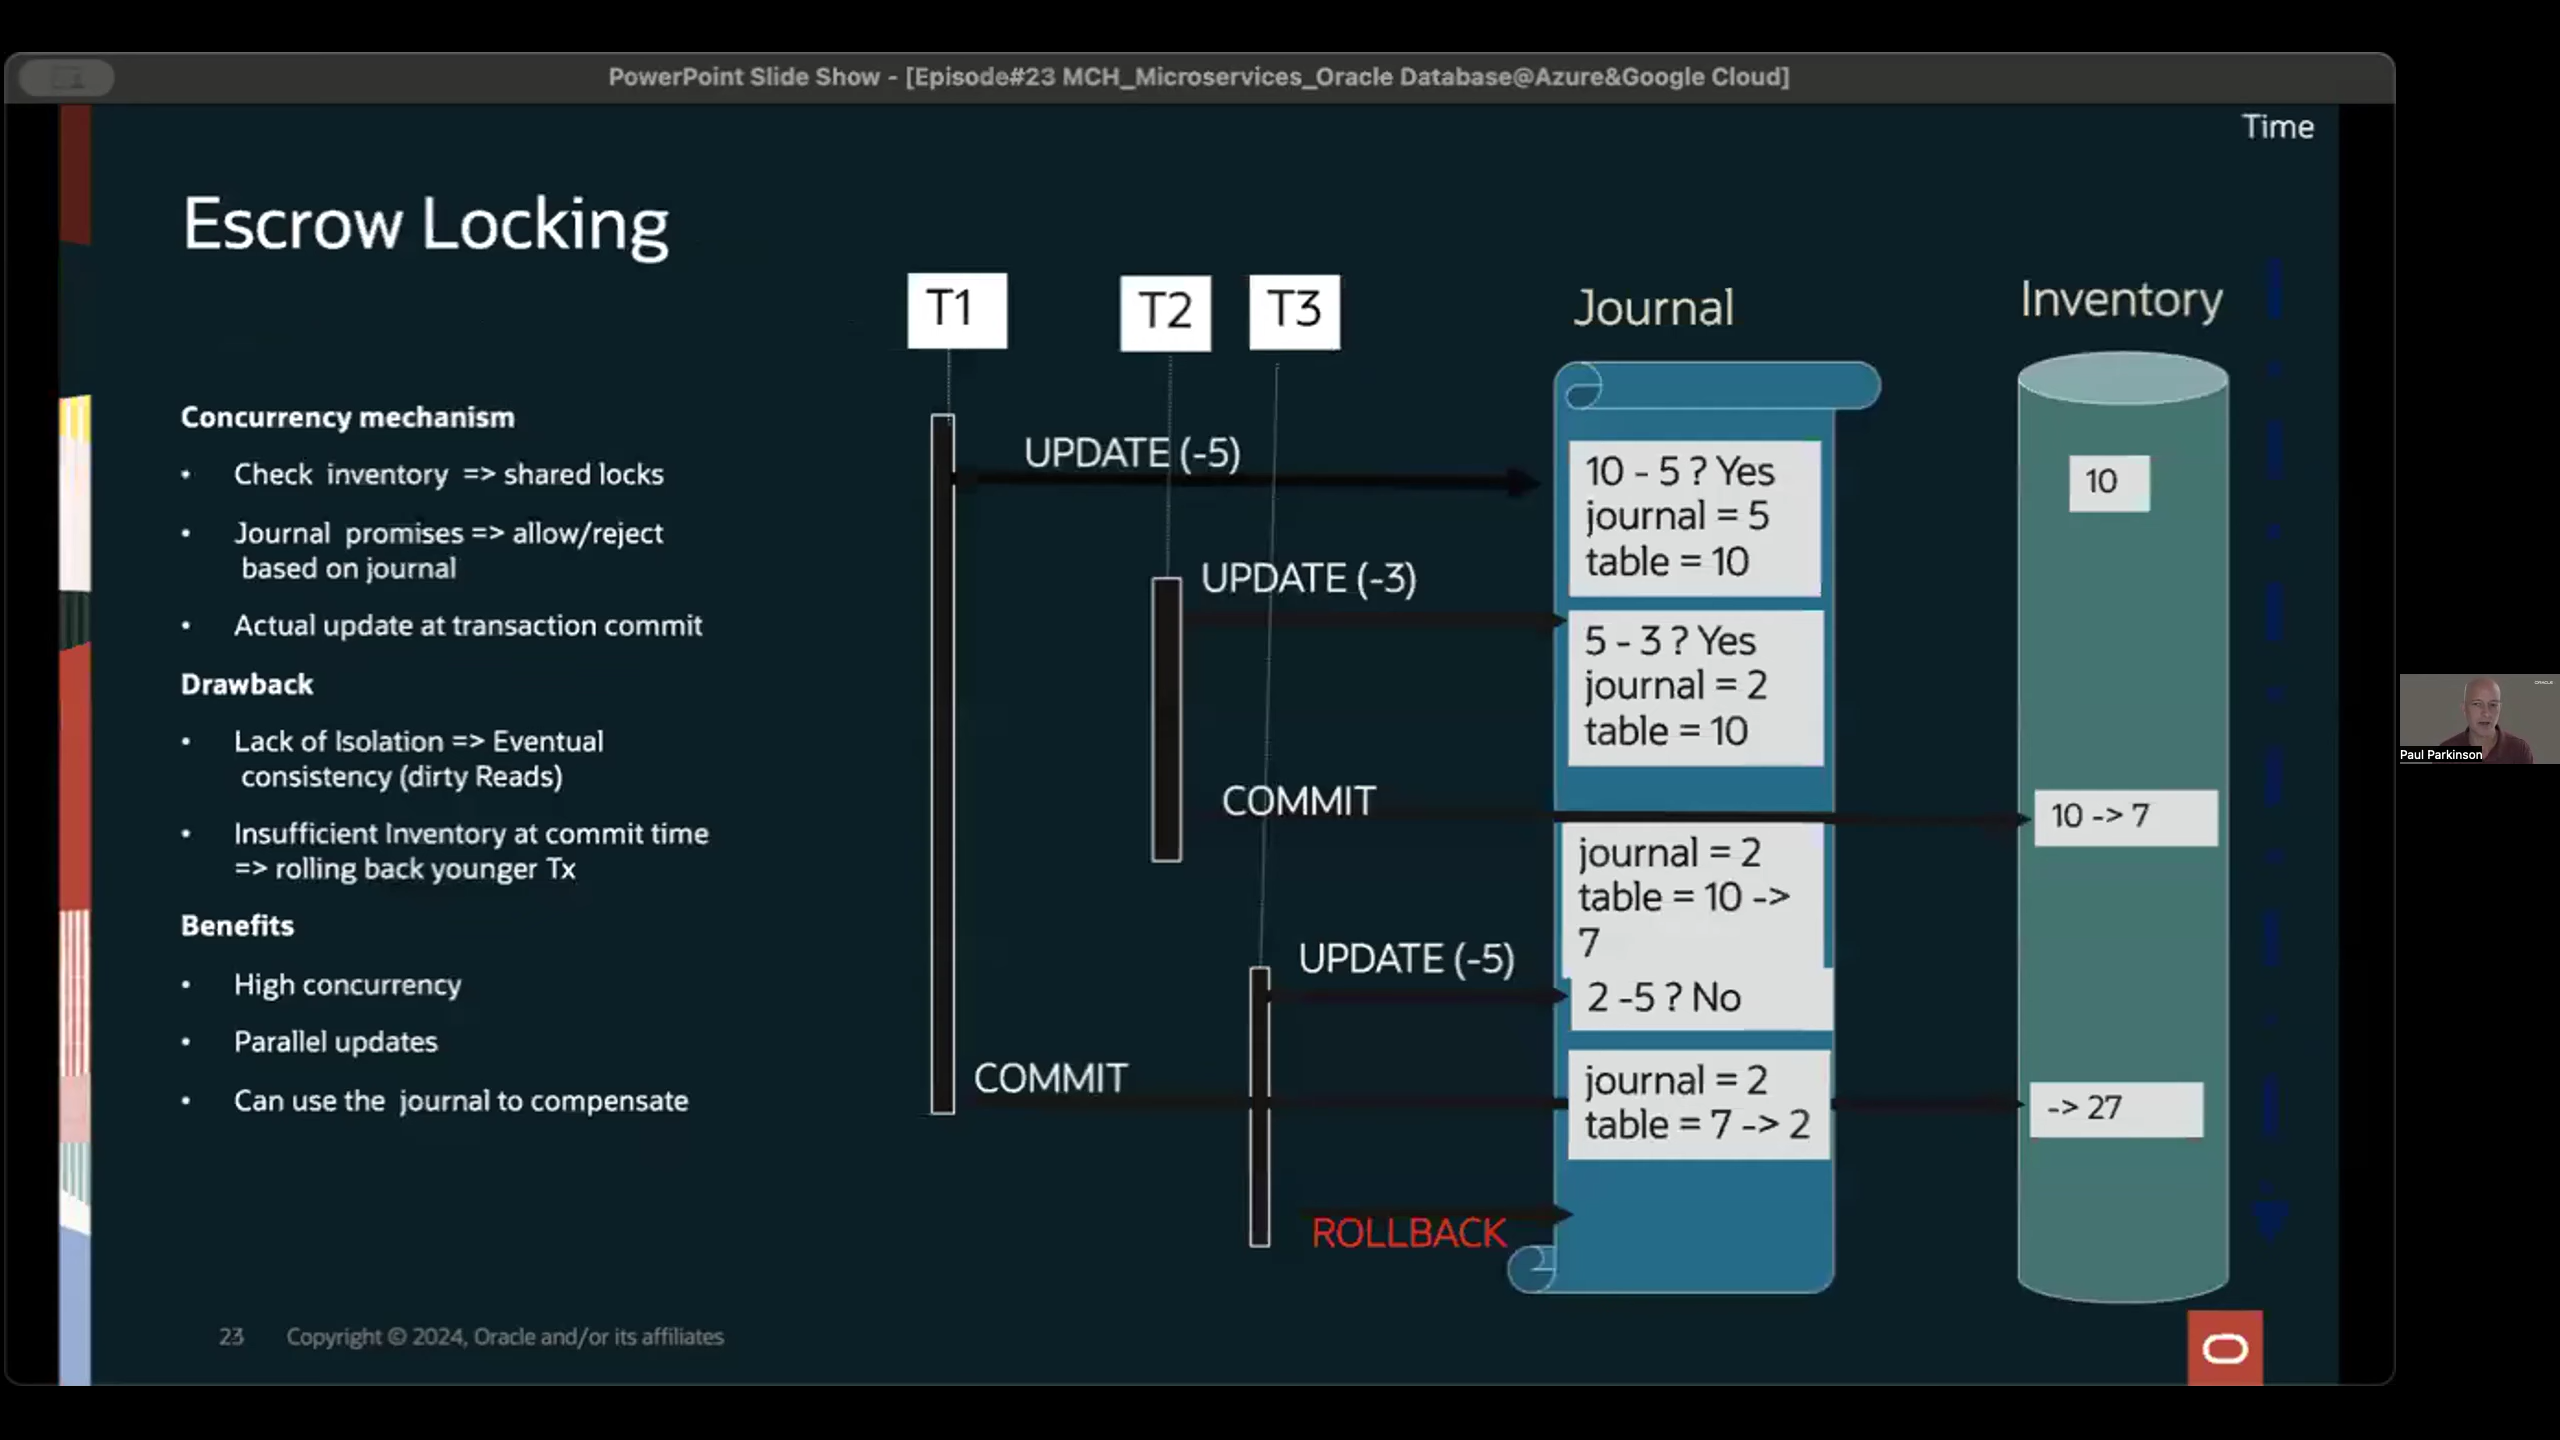 PowerPoint Slide Show - [Episode#23 MCH_Microservices_Oracle Database@Azure&Google Cloud]
Time
Escrow Locking
Concurrency mechanism
• Check inventory => shared locks
• Journal promises => allow/reject
based on journal
• Actual update at transaction commit
Drawback
• Lack of Isolation => Eventual
consistency (dirty Reads)
• Insufficient Inventory at commit time
=> rolling back younger Tx
Benefits
• High concurrency
• Parallel updates
• Can use the journal to compensate
T1
T2
T3
Journal
Inventory
UPDATE (-5)
10 - 5 ? Yes
journal = 5
table = 10
10
UPDATE (-3)
5 - 3 ? Yes
journal = 2
table = 10
COMMIT
10 -> 7
journal = 2
table = 10 ->
7
UPDATE (-5)
2 -5 ? No
COMMIT
journal = 2
table = 7 -> 2
-> 27
ROLLBACK
23 Copyright © 2024, Oracle and/or its affiliates
Paul Parkinson